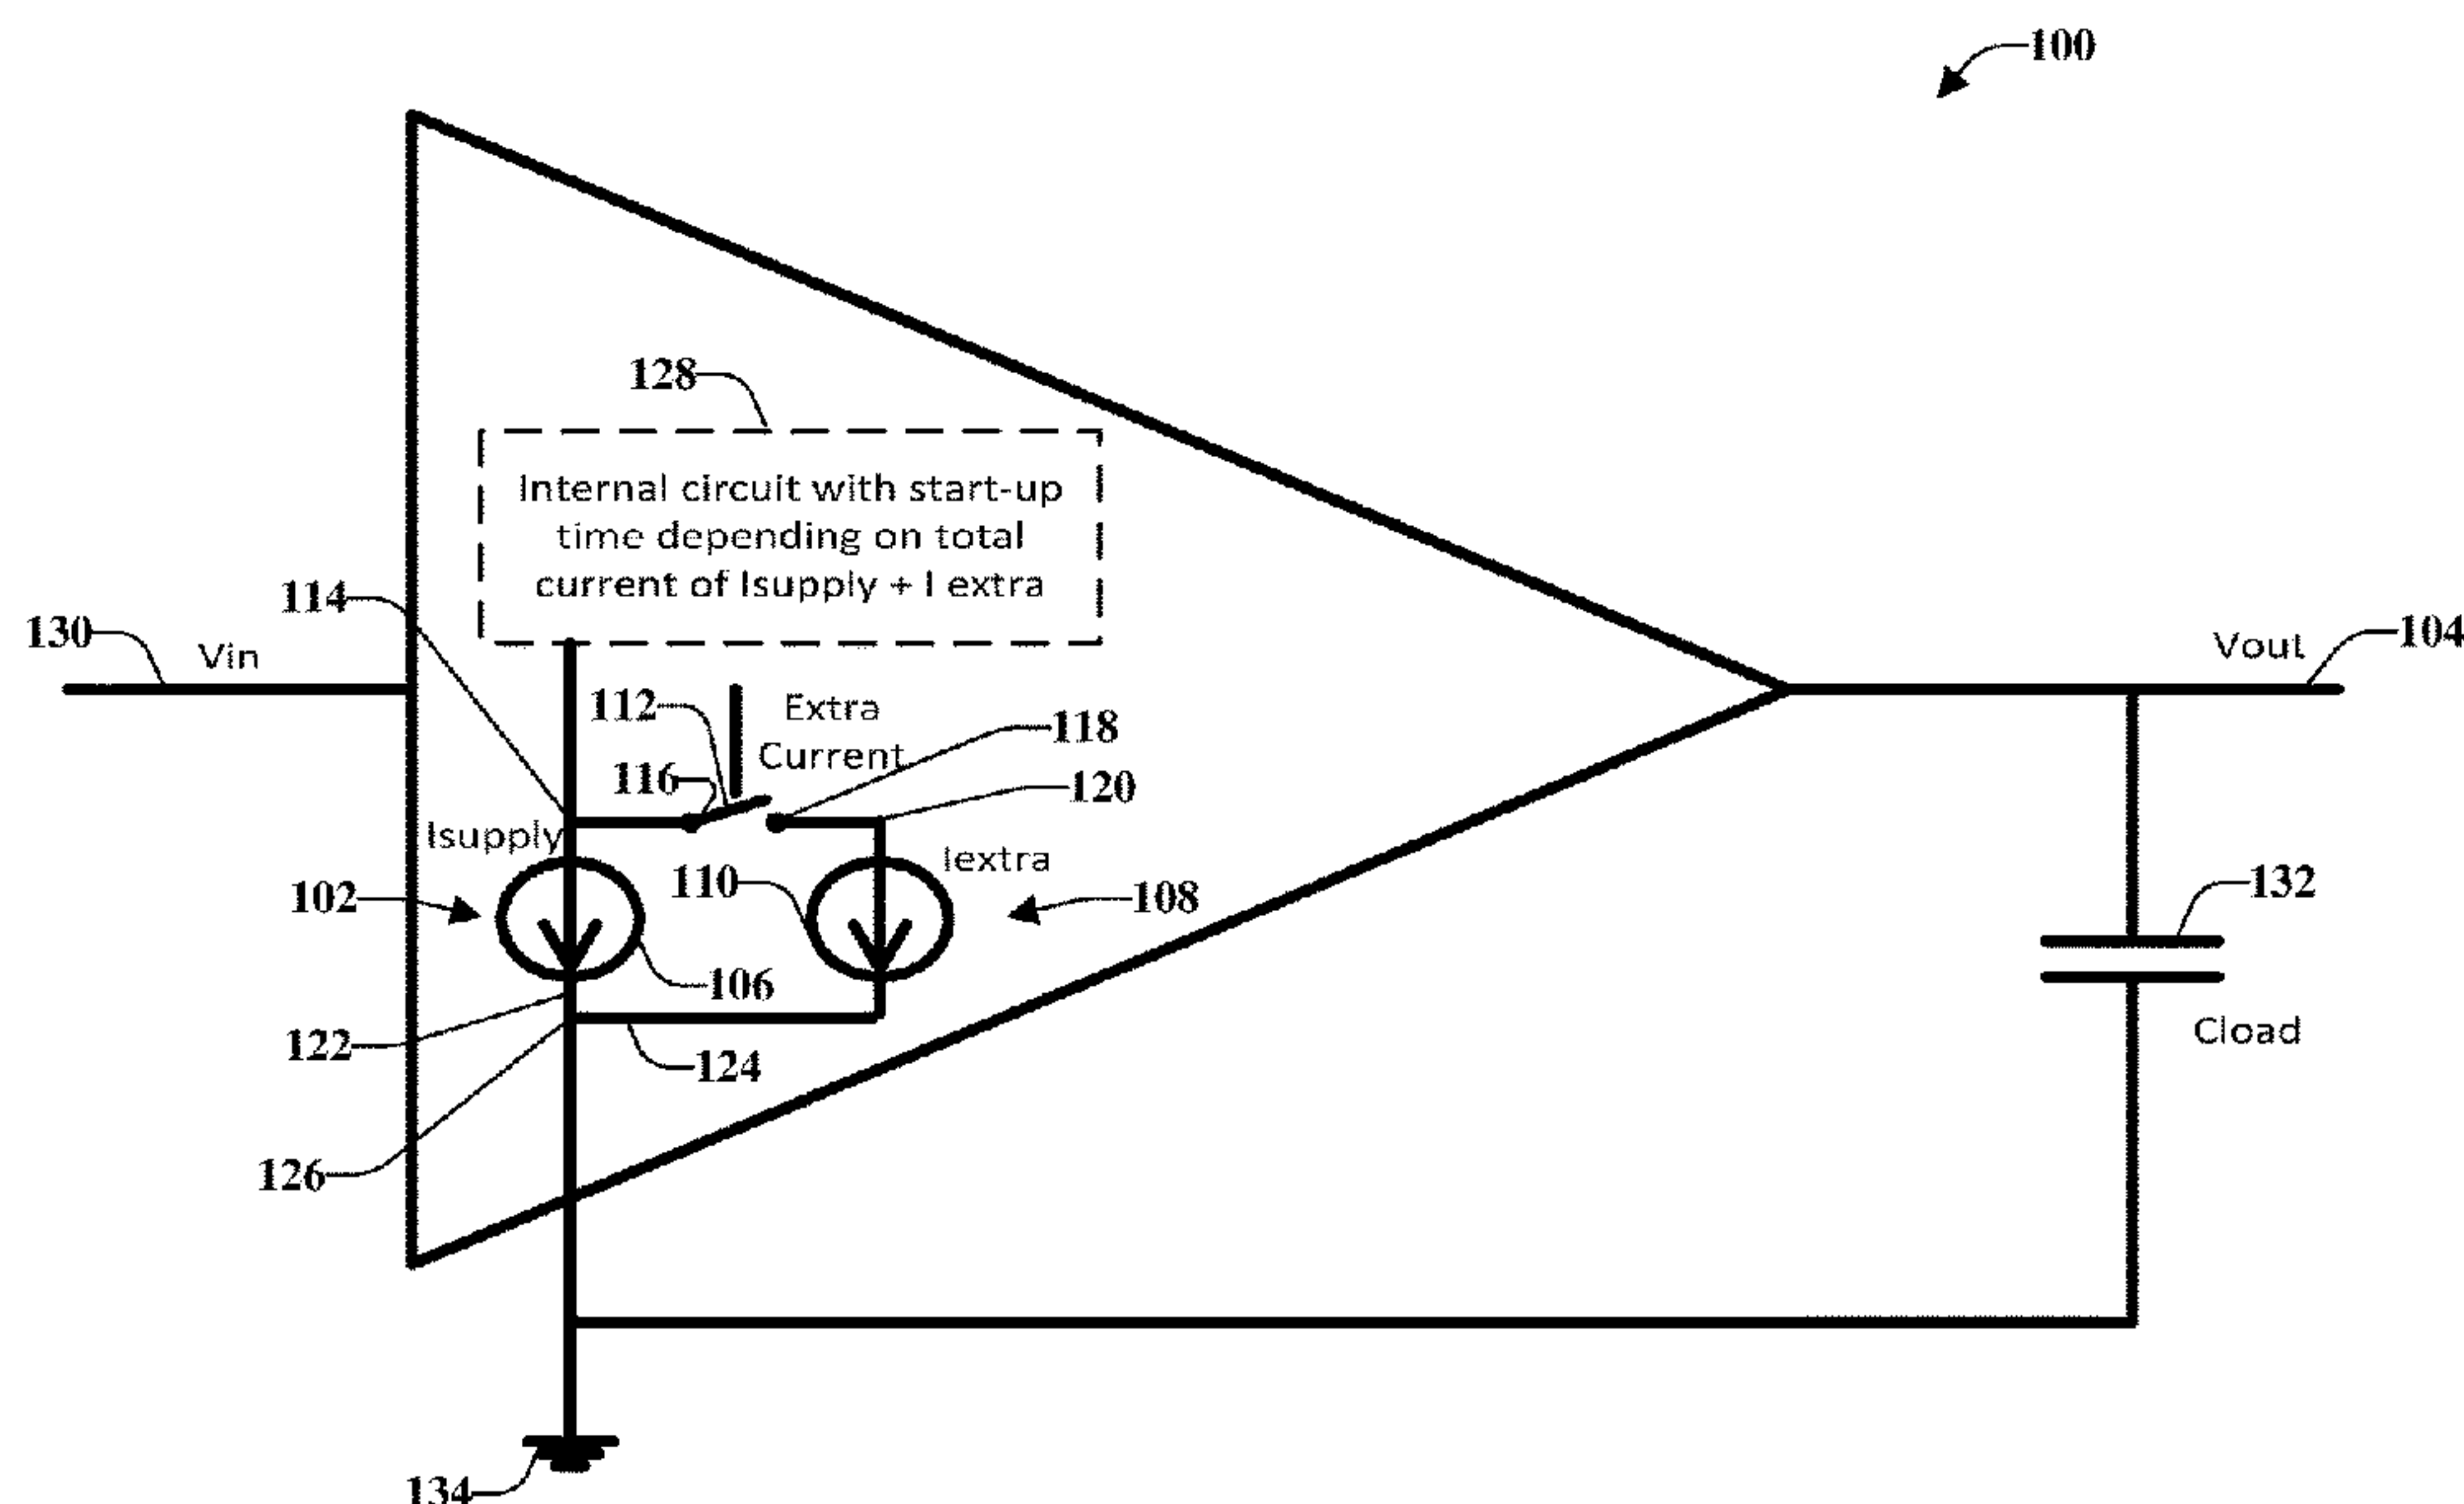 100
128
Internal circuit with start-up
time depending on total
current of Isupply + I extra
114
130
Vin
Vout
104
112
Extra
Current
118
116
120
Isupply
Iextra
110
102
108
132
106
Cload
122
124
126
134